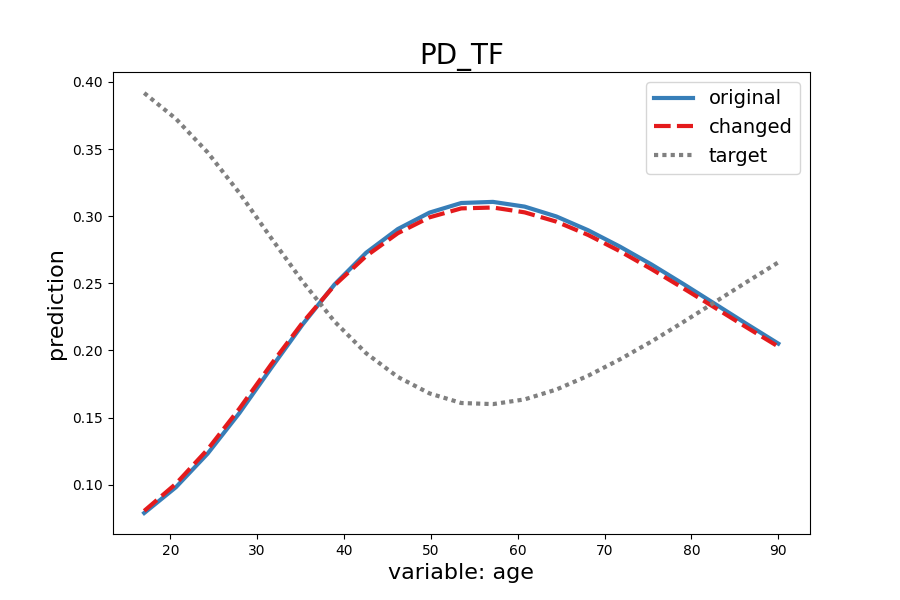 PD_TF
original
changed
target
0.40
0.35
0.30
0.25
0.20
0.15
0.10
prediction
20 30 40 50 60 70 80 90
variable: age